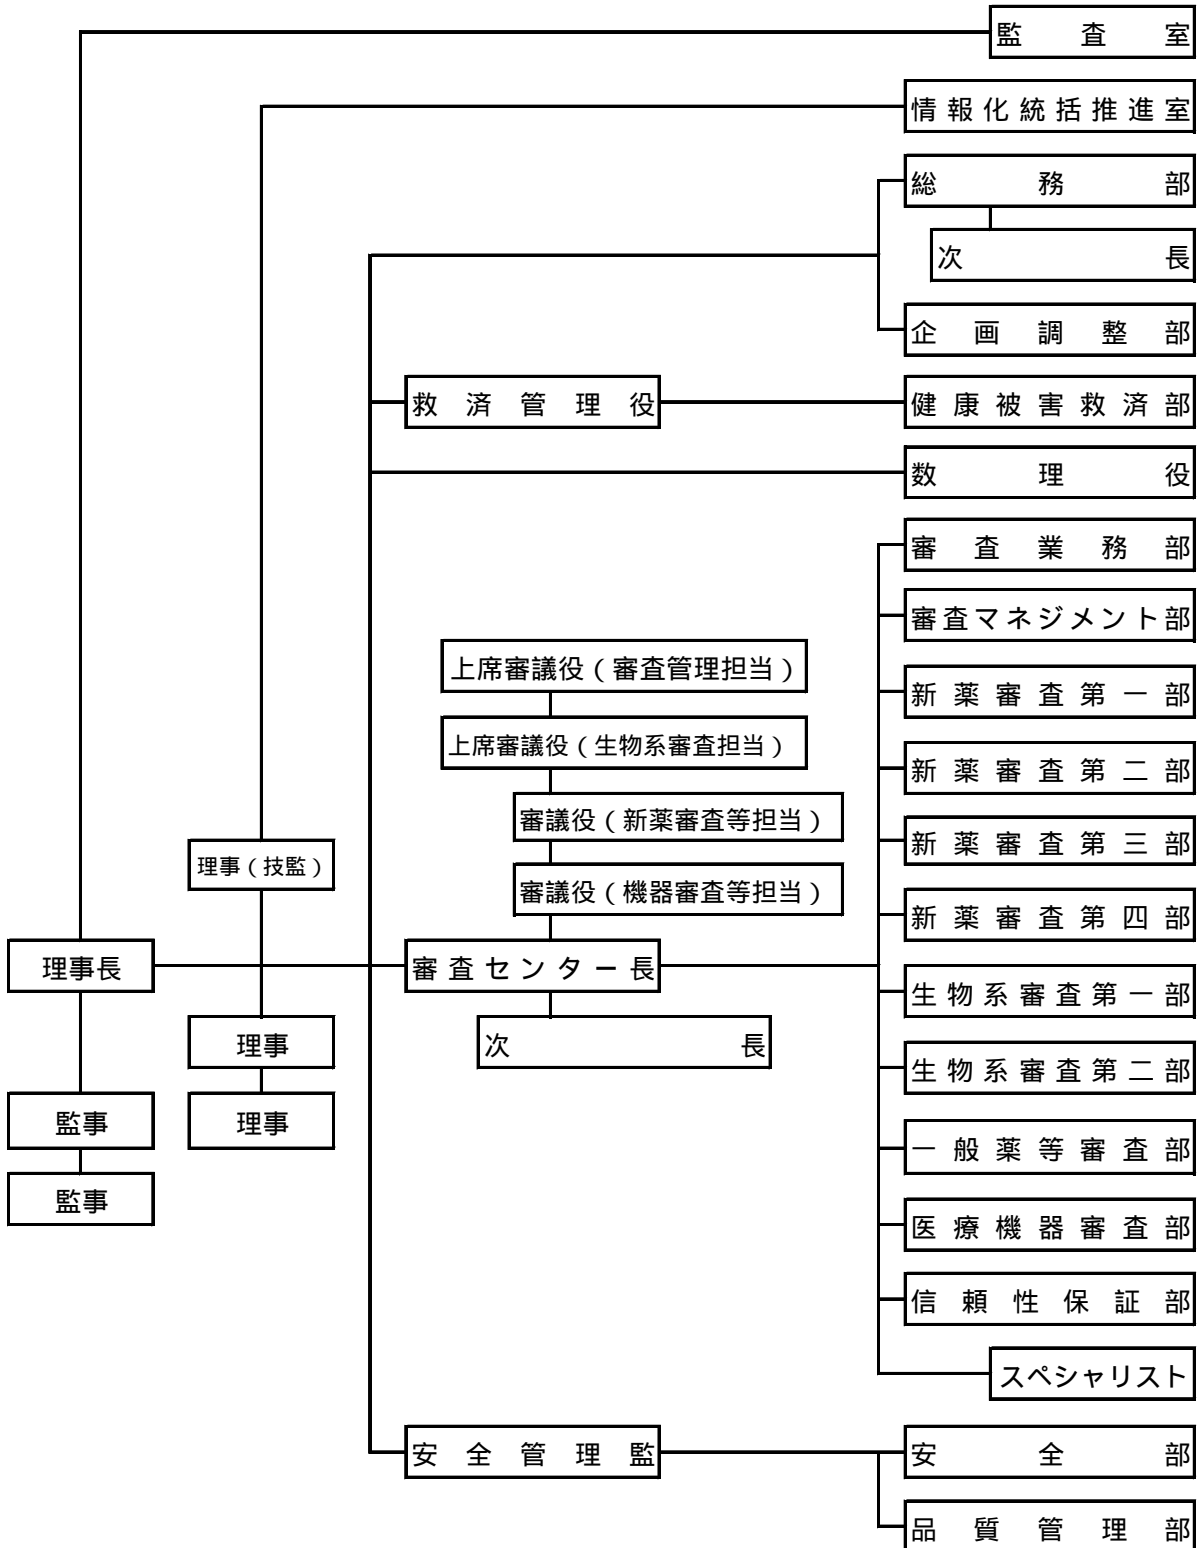 監査室
情報化統括推進室
総務部
次長
企画調整部
救済管理役
健康被害救済部
数理役
審査業務部
審査マネジメント部
上席審議役（審査管理担当）
新薬審査第一部
上席審議役（生物系審査担当）
新薬審査第二部
審議役（新薬審査等担当）
新薬審査第三部
理事（技監）
審議役（機器審査等担当）
新薬審査第四部
理事長
審査センター長
生物系審査第一部
理事
次長
生物系審査第二部
監事
理事
一般薬等審査部
監事
医療機器審査部
信頼性保証部
スペシャリスト
安全管理監
安全部
品質管理部